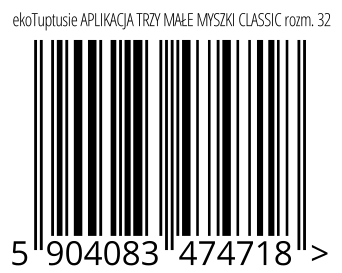 ekoTuptusie APLIKACJA TRZY MAŁE MYSZKI CLASSIC rozm. 32
5 904083 474718 >